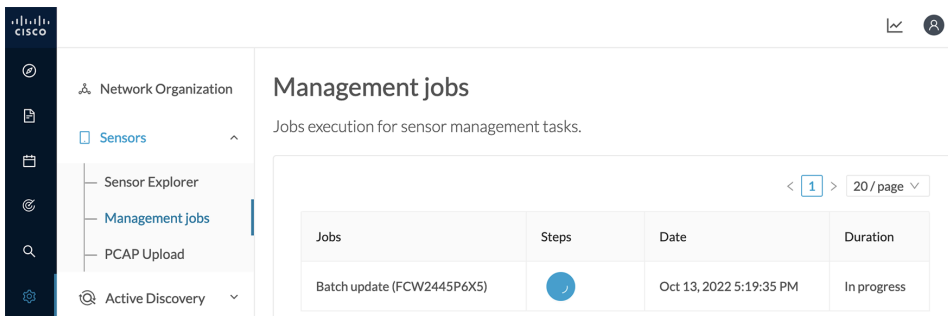 CISCO
Network Organization
Sensors
Sensor Explorer
Management jobs
PCAP Upload
Active Discovery
Management jobs
Jobs execution for sensor management tasks.
< 1 > 20 / page
Jobs Steps Date Duration
Batch update (FCW2445P6X5) Oct 13, 2022 5:19:35 PM In progress